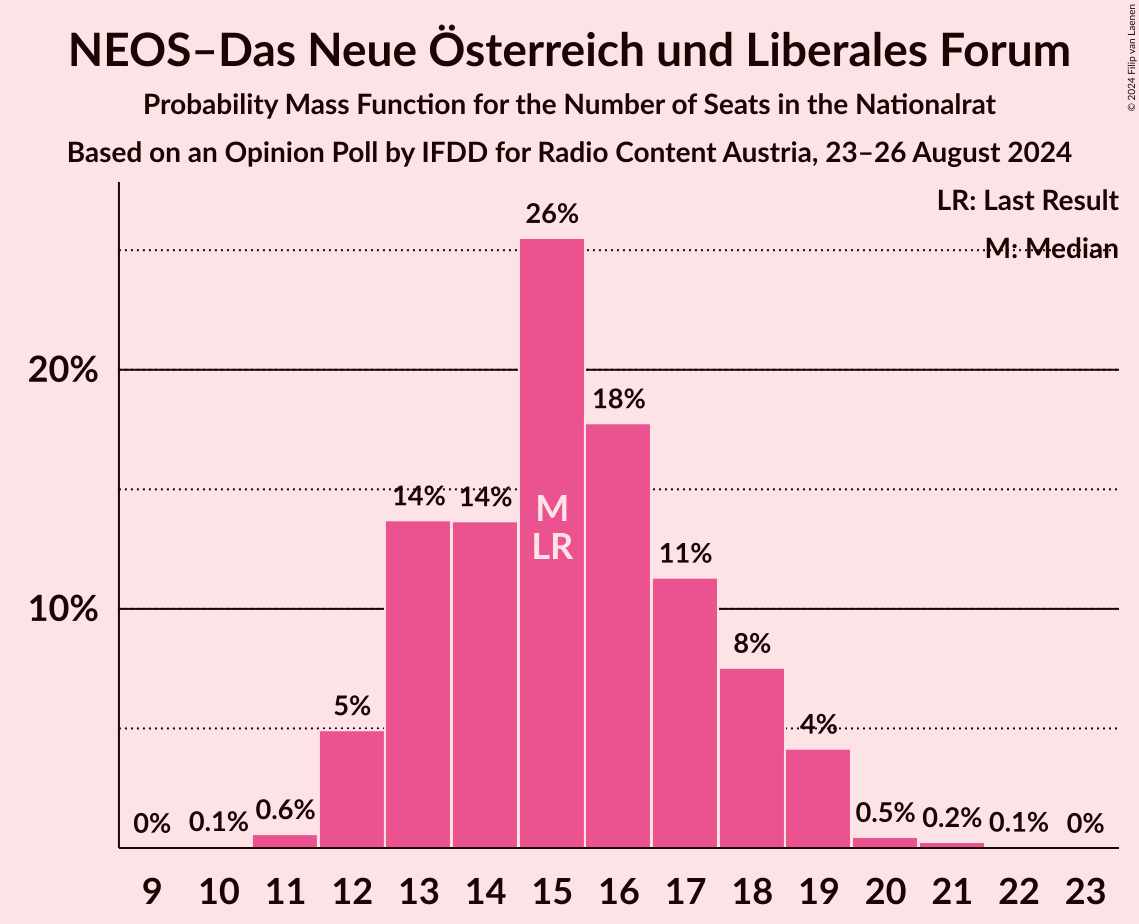 NEOS–Das Neue Österreich und Liberales Forum
Probability Mass Function for the Number of Seats in the Nationalrat
Based on an Opinion Poll by IFDD for Radio Content Austria, 23–26 August 2024
© 2024 Filip van Laenen
LR: Last Result
M: Median
20%
10%
0%
0.1%
0.6%
5%
14%
14%
26%
M
LR
18%
11%
8%
4%
0.5%
0.2%
0.1%
0%
9 10 11 12 13 14 15 16 17 18 19 20 21 22 23